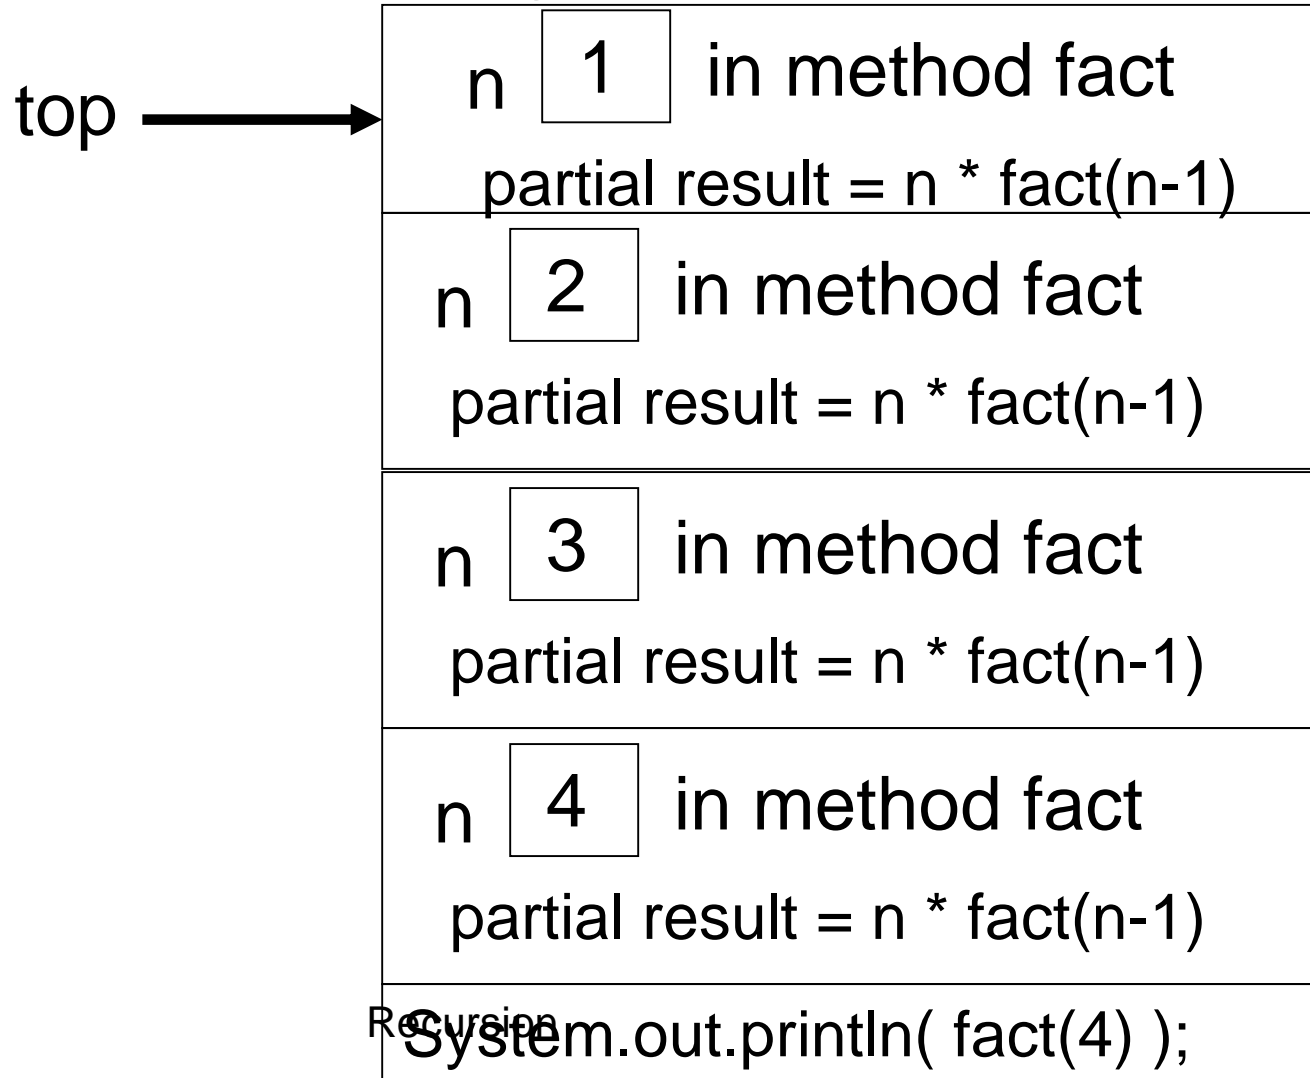 n 1 in method fact
top
partial result = n * fact(n-1)
n 2 in method fact
partial result = n * fact(n-1)
n 3 in method fact
partial result = n * fact(n-1)
n 4 in method fact
partial result = n * fact(n-1)
Recursion
System.out.println( fact(4) );